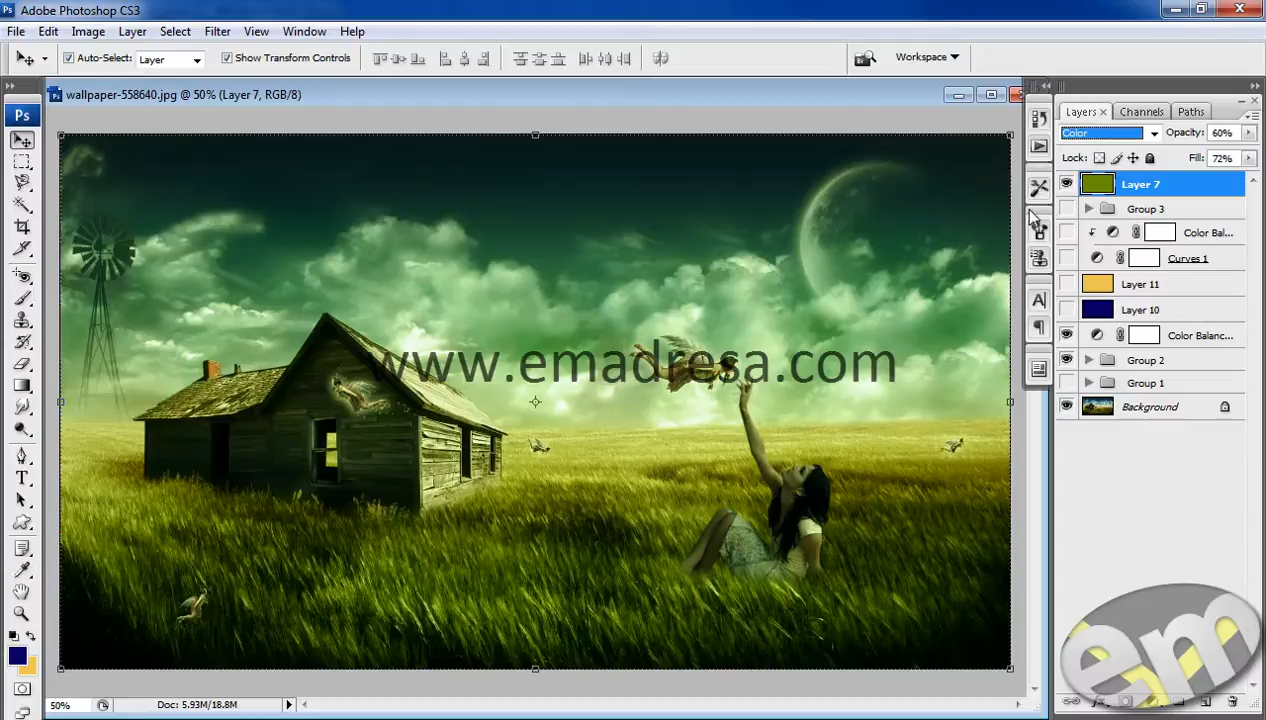 Ps Adobe Photoshop CS3
File Edit Image Layer Select Filter View Window Help
Auto-Select: Layer Show Transform Controls Workspace
wallpaper-558640.jpg @ 50% (Layer 7, RGB/8)
Ps
Layers Channels Paths
Color Opacity: 60%
Lock: Fill: 72%
Layer 7
Group 3
Color Bal...
Curves 1
Layer 11
Layer 10
Color Balanc...
Group 2
Group 1
Background
www.emadresa.com
em
50% Doc: 5.93M/18.8M